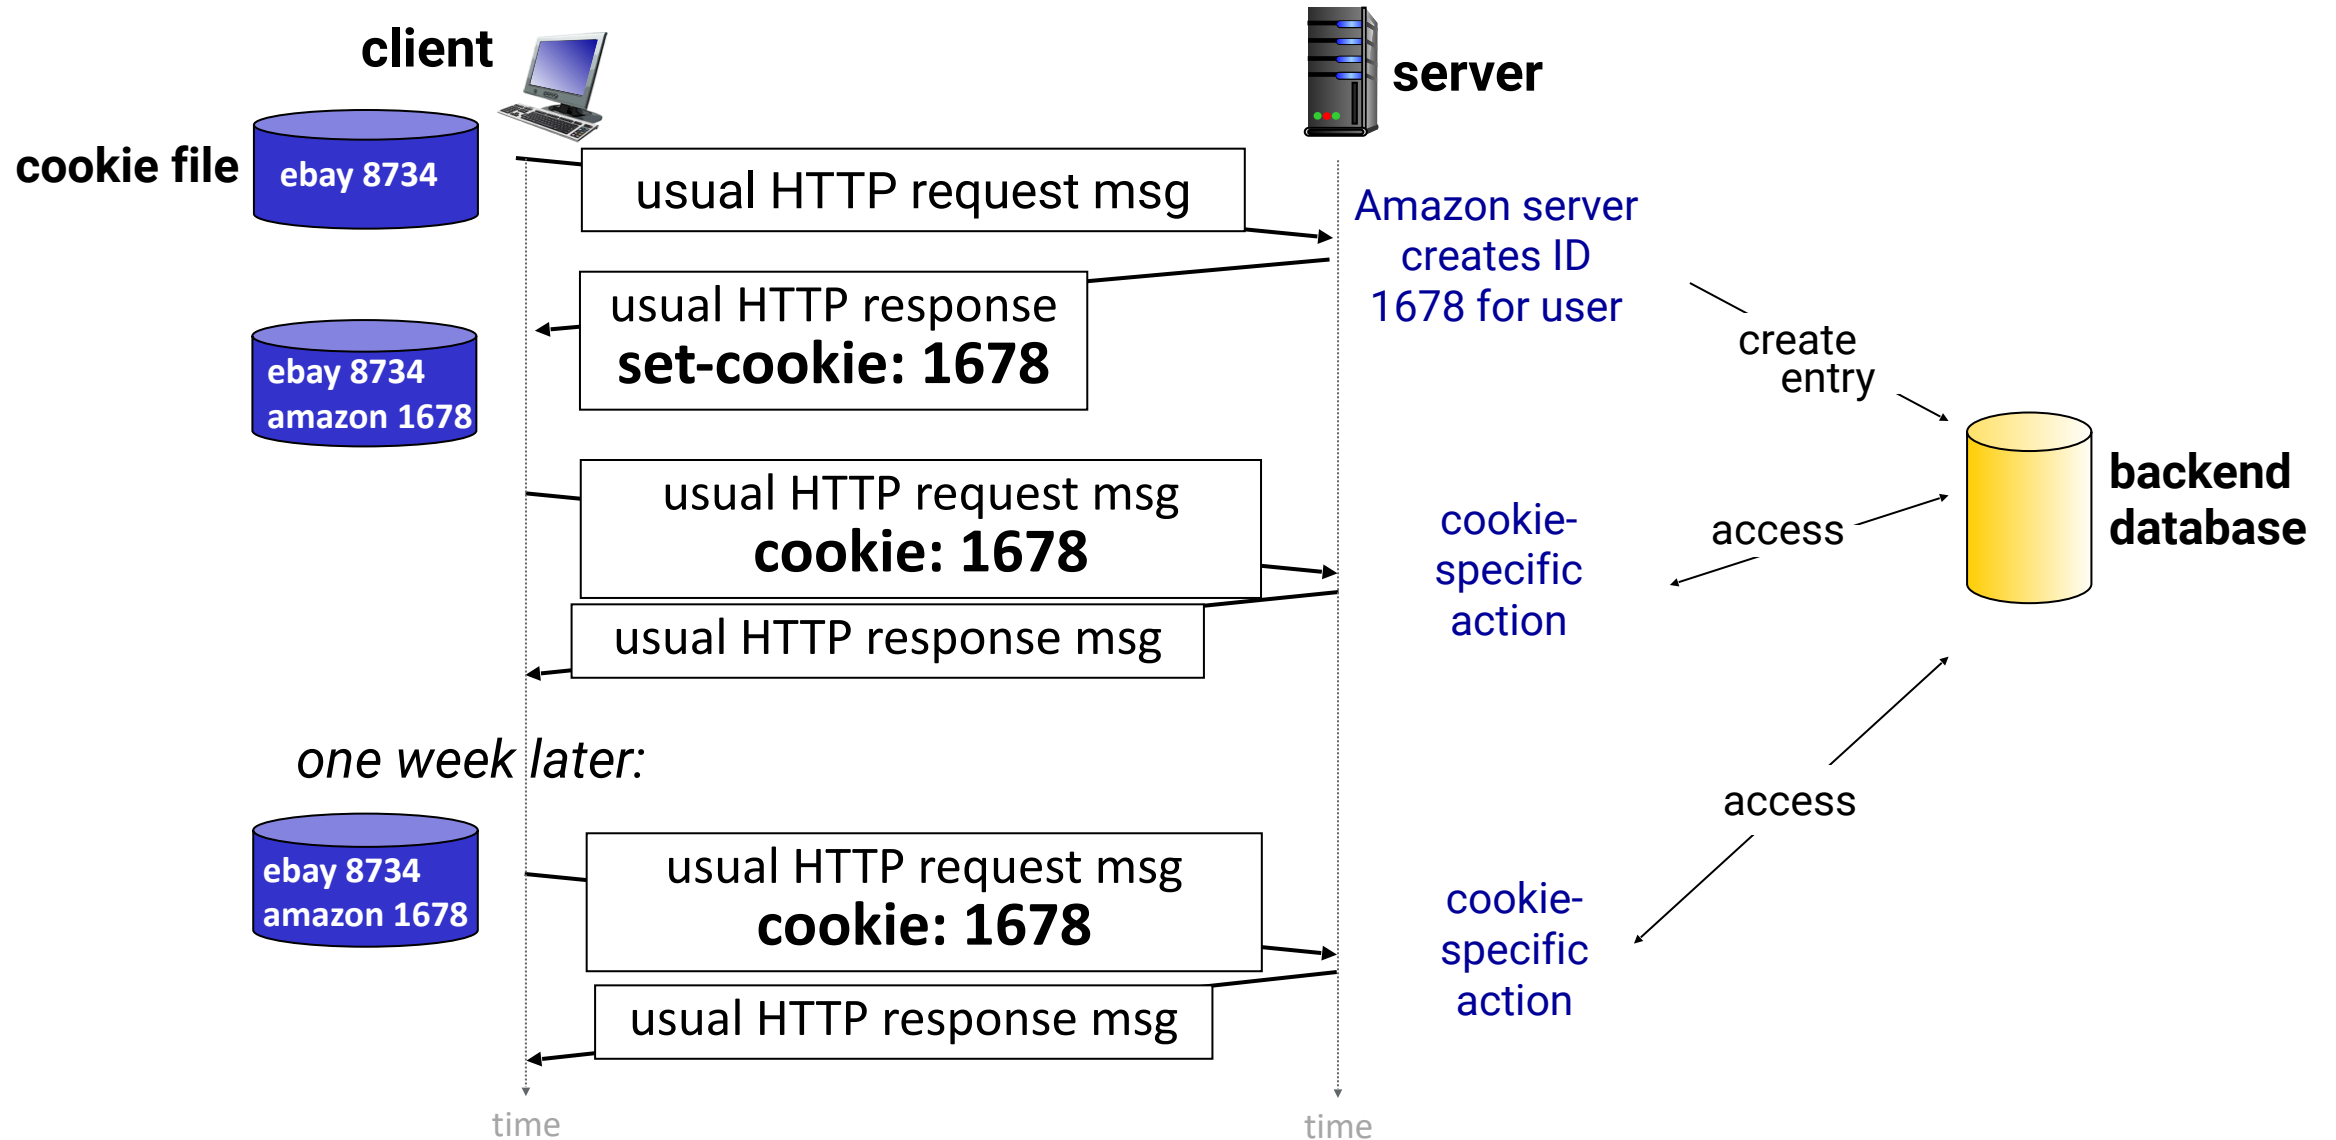 client
server
cookie file
ebay 8734
usual HTTP request msg
Amazon server
creates ID
1678 for user
usual HTTP response
set-cookie: 1678
create
entry
ebay 8734
amazon 1678
backend
database
usual HTTP request msg
cookie: 1678
cookie-
specific
action
access
usual HTTP response msg
one week later:
access
ebay 8734
amazon 1678
usual HTTP request msg
cookie: 1678
cookie-
specific
action
usual HTTP response msg
time
time